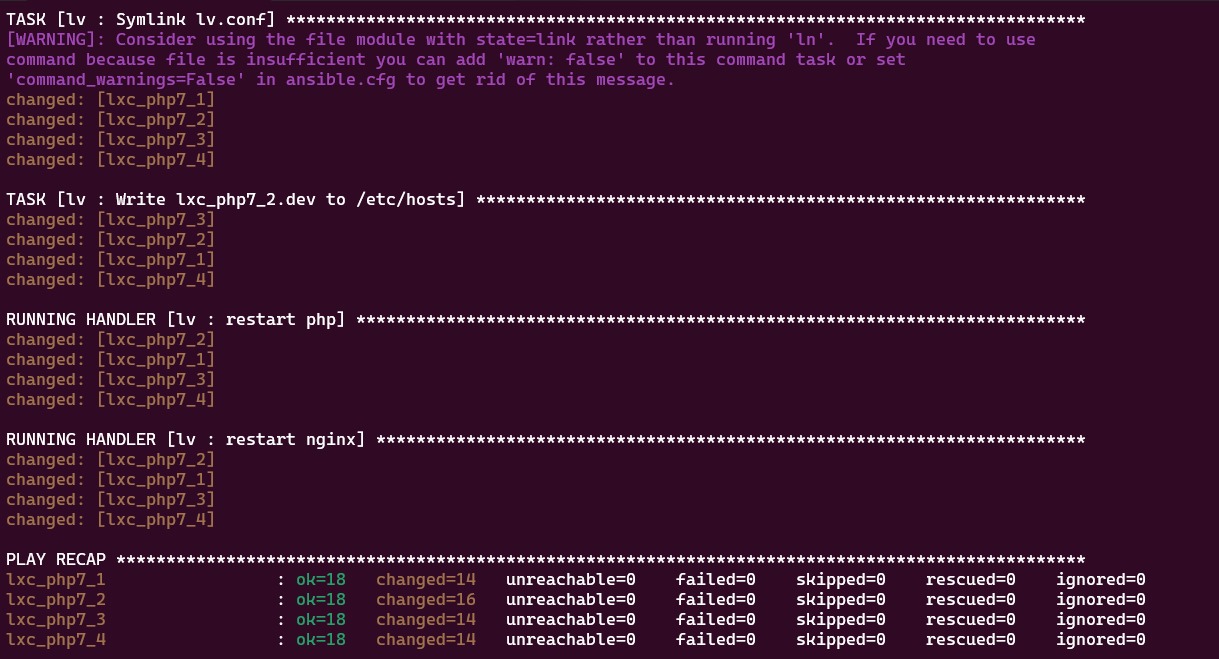 TASK [lv : Symlink lv.conf] ********************************************************************************
[WARNING]: Consider using the file module with state=link rather than running 'ln'.  If you need to use
command because file is insufficient you can add 'warn: false' to this command task or set
'command_warnings=False' in ansible.cfg to get rid of this message.
changed: [lxc_php7_1]
changed: [lxc_php7_2]
changed: [lxc_php7_3]
changed: [lxc_php7_4]
TASK [lv : Write lxc_php7_2.dev to /etc/hosts] *************************************************************
changed: [lxc_php7_3]
changed: [lxc_php7_2]
changed: [lxc_php7_1]
changed: [lxc_php7_4]
RUNNING HANDLER [lv : restart php] *************************************************************************
changed: [lxc_php7_2]
changed: [lxc_php7_1]
changed: [lxc_php7_3]
changed: [lxc_php7_4]
RUNNING HANDLER [lv : restart nginx] ***********************************************************************
changed: [lxc_php7_2]
changed: [lxc_php7_1]
changed: [lxc_php7_3]
changed: [lxc_php7_4]
PLAY RECAP *************************************************************************************************
lxc_php7_1                 : ok=18   changed=14   unreachable=0    failed=0    skipped=0    rescued=0    ignored=0
lxc_php7_2                 : ok=18   changed=16   unreachable=0    failed=0    skipped=0    rescued=0    ignored=0
lxc_php7_3                 : ok=18   changed=14   unreachable=0    failed=0    skipped=0    rescued=0    ignored=0
lxc_php7_4                 : ok=18   changed=14   unreachable=0    failed=0    skipped=0    rescued=0    ignored=0